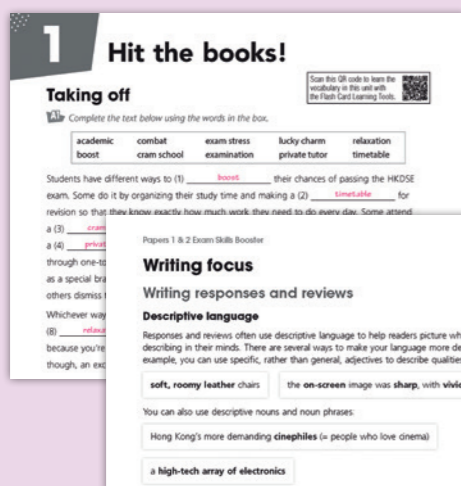 1
Hit the books!
Scan this QR code to learn the
vocabulary in this unit with
the Flash Card Learning Tools.
Taking off
Complete the text below using the words in the box.
academic combat exam stress lucky charm relaxation
boost cram school examination private tutor timetable
Students have different ways to (1) boost their chances of passing the HKDSE
exam. Some do it by organizing their study time and making a (2) timetable for
revision so that they know exactly how much work they need to do every day. Some attend
a (3) cram
a (4) privat
through one-to
as a special bra
others dismiss t
Whichever way
(8) relaxa
because you're
though, an exc
Papers 1 & 2 Exam Skills Booster
Writing focus
Writing responses and reviews
Descriptive language
Responses and reviews often use descriptive language to help readers picture wh
describing in their minds. There are several ways to make your language more de
example, you can use specific, rather than general, adjectives to describe qualities
soft, roomy leather chairs
the on-screen image was sharp, with vivi
You can also use descriptive nouns and noun phrases:
Hong Kong's more demanding cinephiles (= people who love cinema)
a high-tech array of electronics